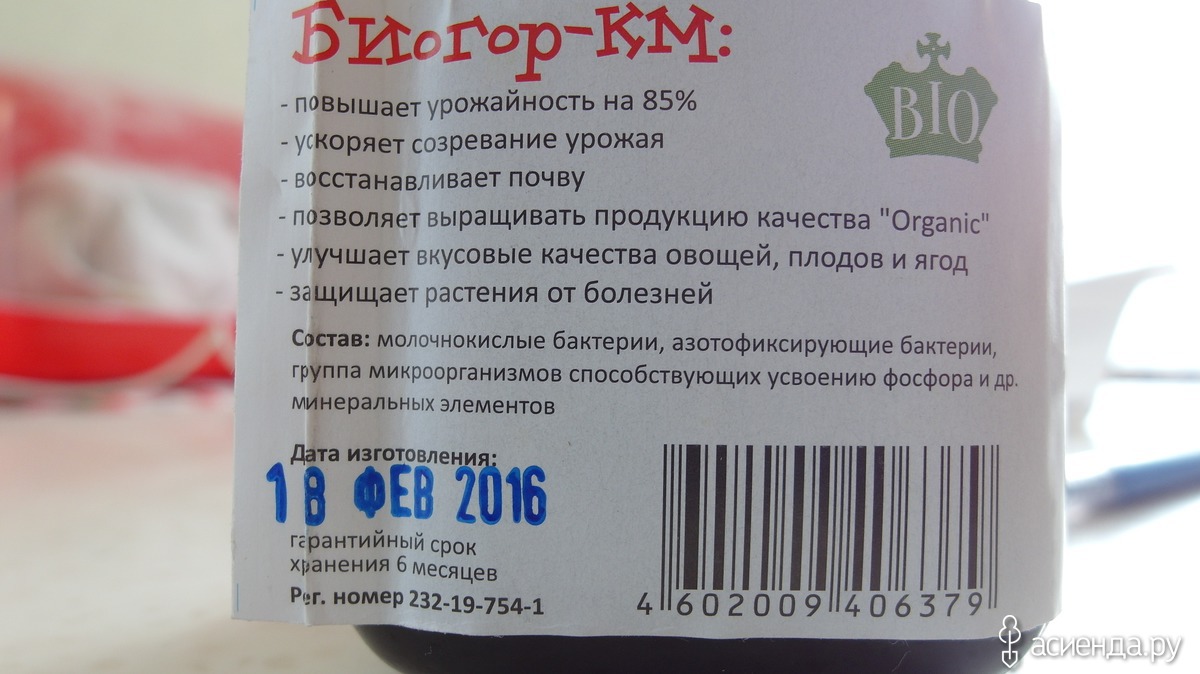 Биогор-КМ:
BIO
- повышает урожайность на 85%
- ускоряет созревание урожая
- восстанавливает почву
- позволяет выращивать продукцию качества "Organic"
- улучшает вкусовые качества овощей, плодов и ягод
- защищает растения от болезней
Состав: молочнокислые бактерии, азотофиксирующие бактерии,
группа микроорганизмов способствующих усвоению фосфора и др.
минеральных элементов
Дата изготовления:
18 ФЕВ 2016
гарантийный срок
хранения 6 месяцев
Рег. номер 232-19-754-1
4 602009 406379
асиенда.ру